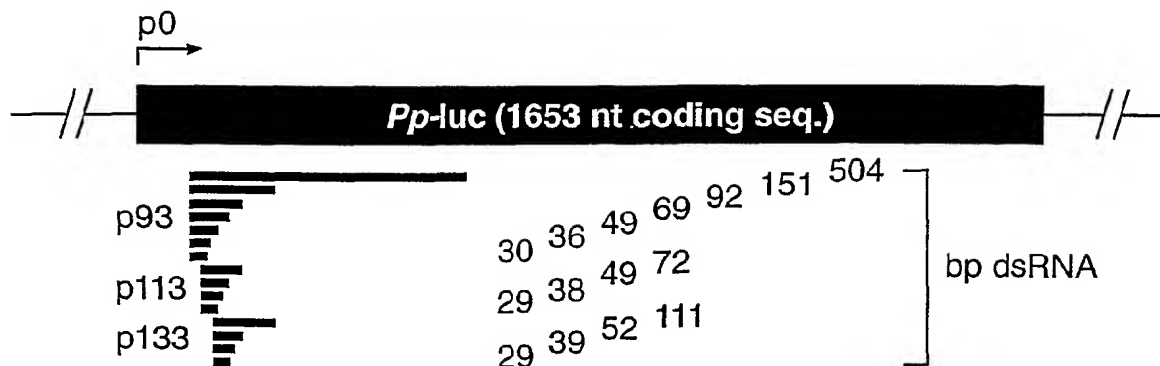 p0
Pp-luc (1653 nt coding seq.)
p93
30 36 49 69 92 151 504
p113
29 38 49 72
bp dsRNA
p133
29 39 52 111